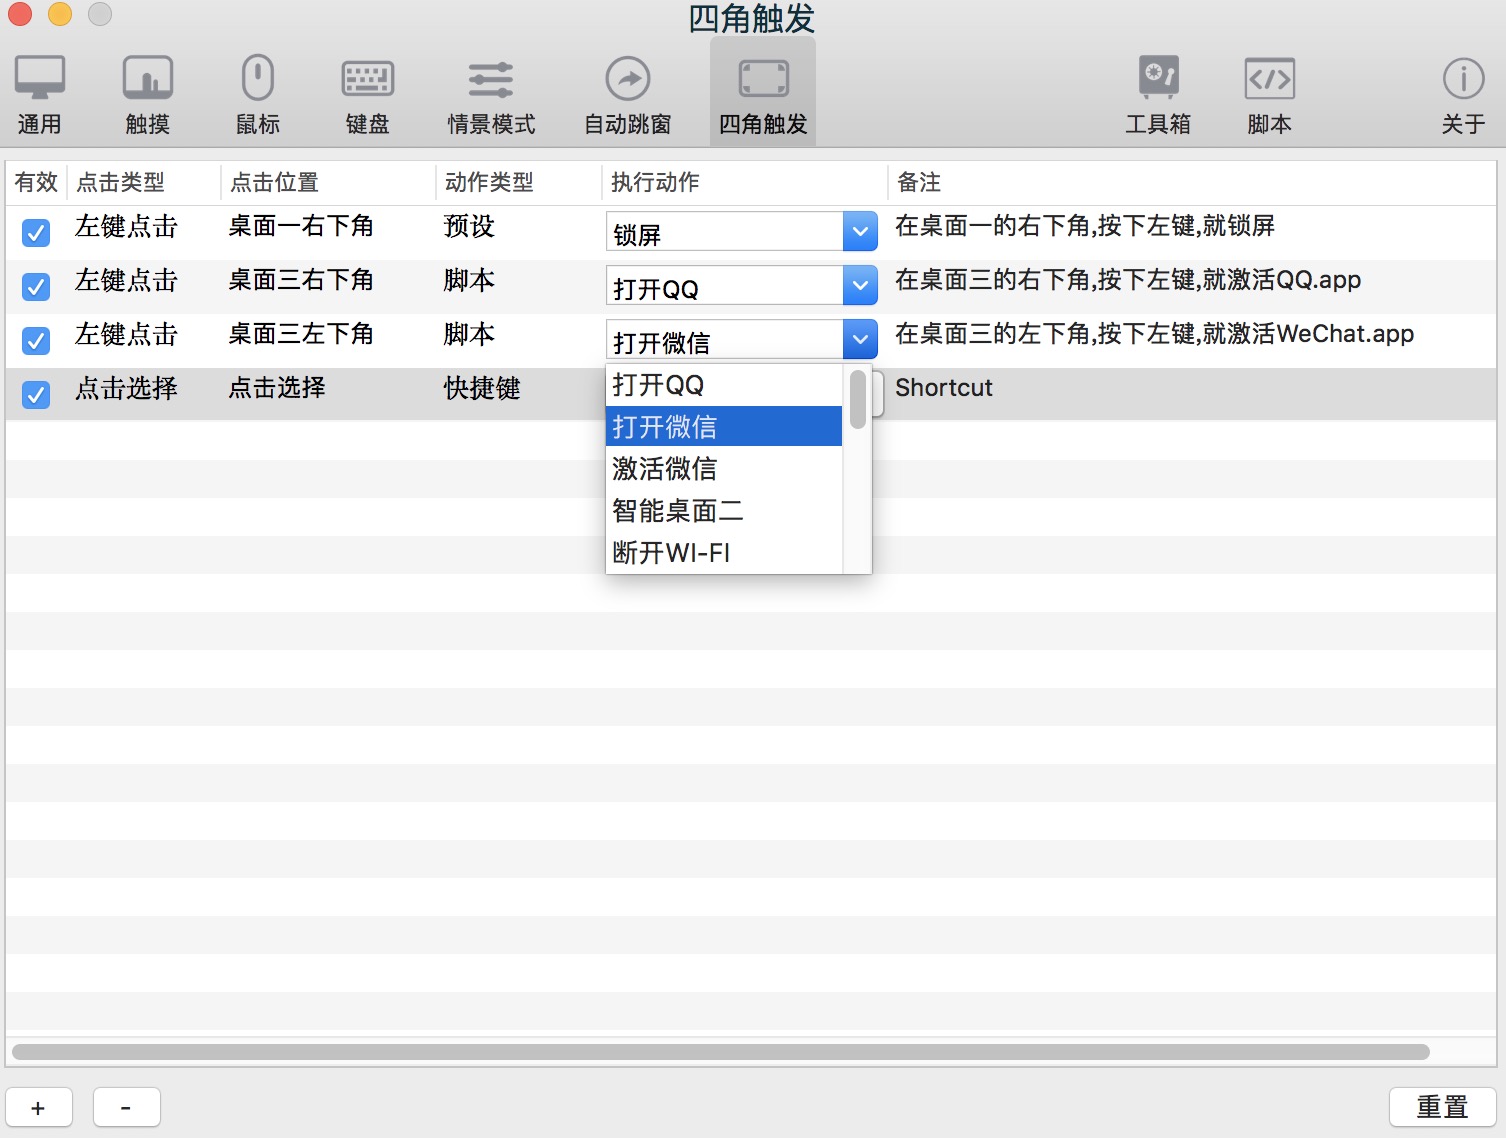 四角触发
通用 触摸 鼠标 键盘 情景模式 自动跳窗 四角触发 工具箱 脚本 关于
有效 点击类型 点击位置 动作类型 执行动作 备注
左键点击 桌面一右下角 预设 锁屏 在桌面一的右下角,按下左键,就锁屏
左键点击 桌面三右下角 脚本 打开QQ 在桌面三的右下角,按下左键,就激活QQ.app
左键点击 桌面三左下角 脚本 打开微信 在桌面三的左下角,按下左键,就激活WeChat.app
点击选择 点击选择 快捷键 Shortcut
打开QQ
打开微信
激活微信
智能桌面二
断开WI-FI
+ - 重置